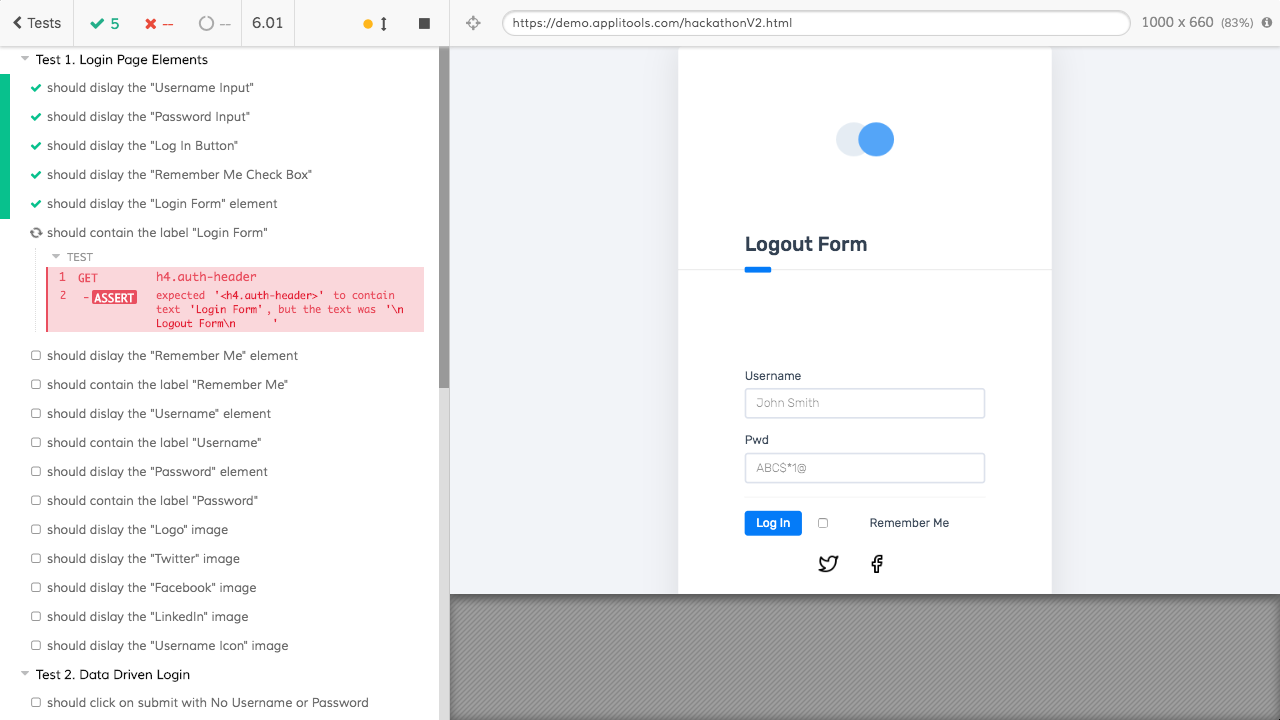 Tests 5 -- -- 6.01
Test 1. Login Page Elements
should dislay the "Username Input"
should dislay the "Password Input"
should dislay the "Log In Button"
should dislay the "Remember Me Check Box"
should dislay the "Login Form" element
should contain the label "Login Form"
TEST
1 GET h4.auth-header
2 -ASSERT expected '<h4.auth-header>' to contain
text 'Login Form', but the text was '\n
Logout Form\n '
should dislay the "Remember Me" element
should contain the label "Remember Me"
should dislay the "Username" element
should contain the label "Username"
should dislay the "Password" element
should contain the label "Password"
should dislay the "Logo" image
should dislay the "Twitter" image
should dislay the "Facebook" image
should dislay the "LinkedIn" image
should dislay the "Username Icon" image
Test 2. Data Driven Login
should click on submit with No Username or Password
https://demo.applitools.com/hackathonV2.html 1000 x 660 (83%)
Logout Form
Username
John Smith
Pwd
ABC$*1@
Log In Remember Me